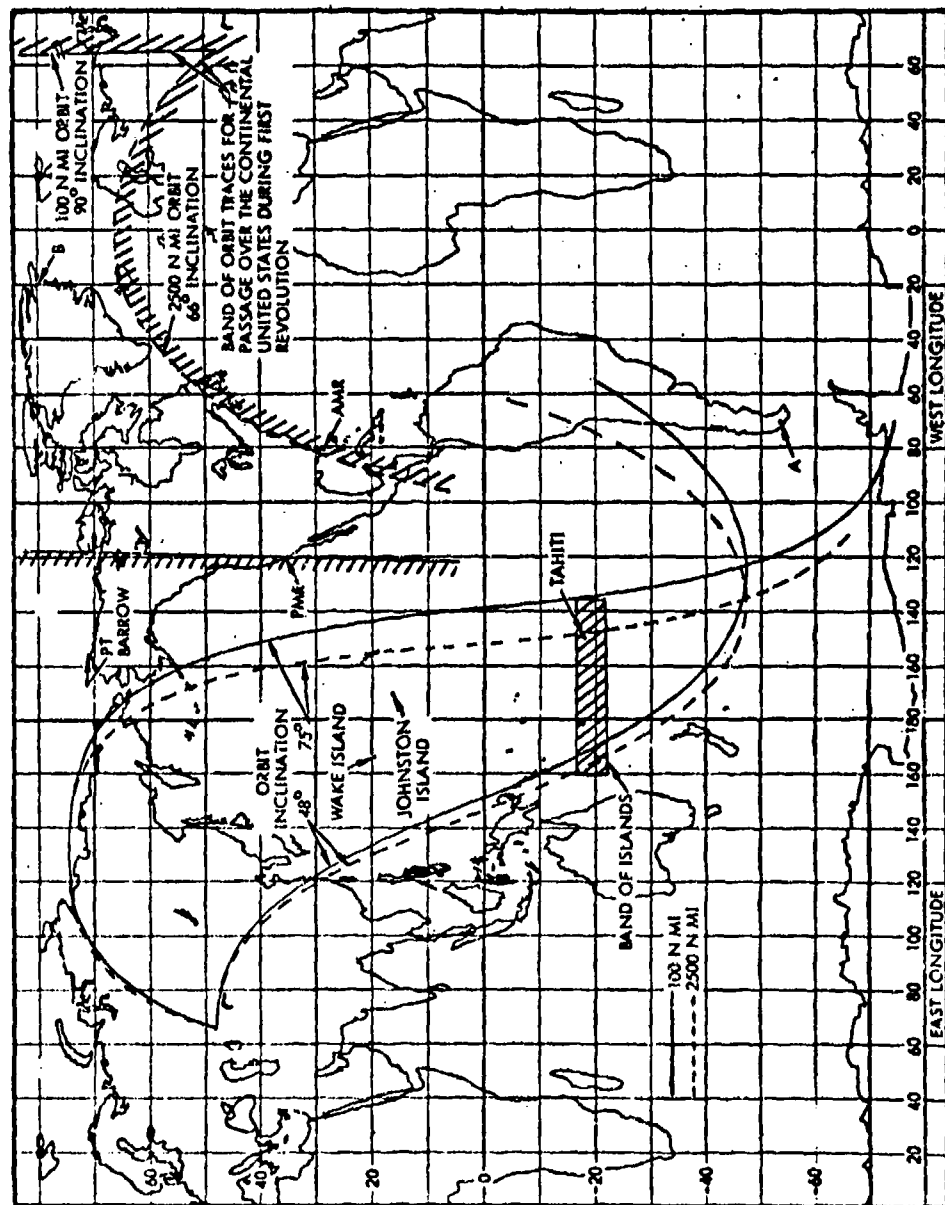 100 N MI ORBIT
90° INCLINATION
B
2500 N MI ORBIT
66° INCLINATION
BAND OF ORBIT TRACES FOR
PASSAGE OVER THE CONTINENTAL
UNITED STATES DURING FIRST
REVOLUTION
AMR
PMR
PT
BARROW
ORBIT
INCLINATION
48°
75°
WAKE ISLAND
JOHNSTON
ISLAND
TAHITI
BAND OF ISLANDS
A
100 N MI
2500 N MI
60
40
20
0
-20
-40
-60
20
40
60
80
100
120
140
160
180
160
140
120
100
80
60
40
20
0
20
40
60
EAST LONGITUDE
WEST LONGITUDE